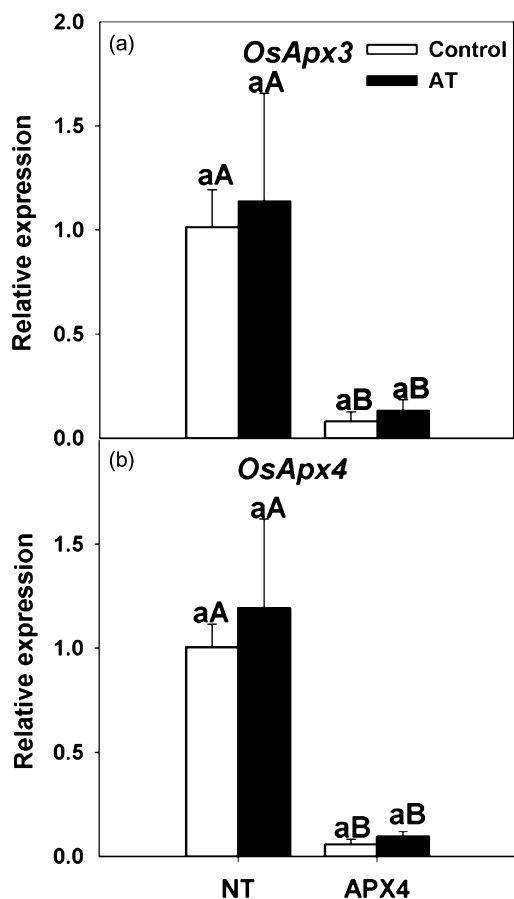 2.0
(a)
OsApx3
Control
AT
aA
aA
1.5
1.0
0.5
0.0
aB
aB
Relative expression
(b)
OsApx4
aA
aA
1.5
1.0
0.5
0.0
aB
aB
Relative expression
NT
APX4